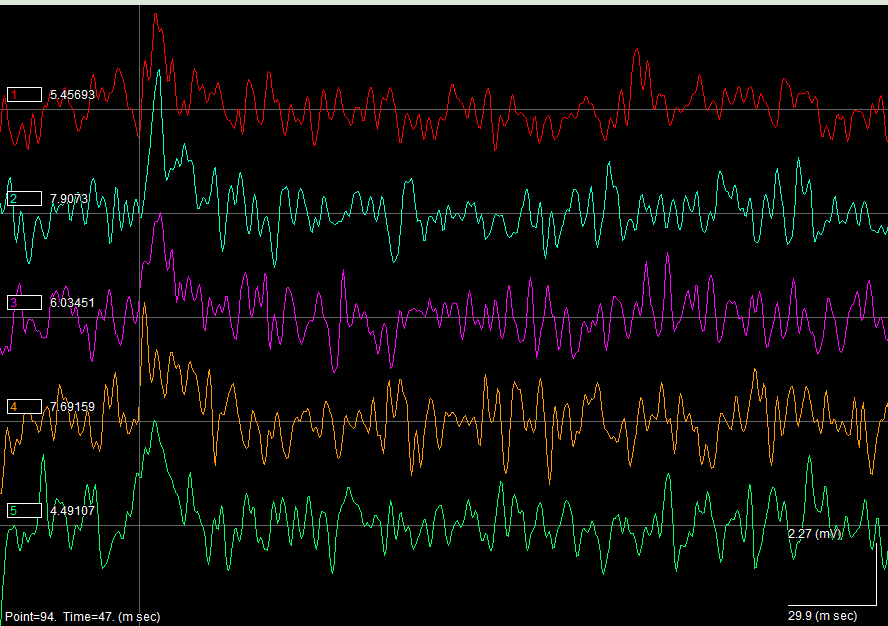 1 5.45693
2 7.9073
3 6.03451
4 7.69159
5 4.49107
2.27 (mV)
Point=94. Time=47. (m sec)
29.9 (m sec)